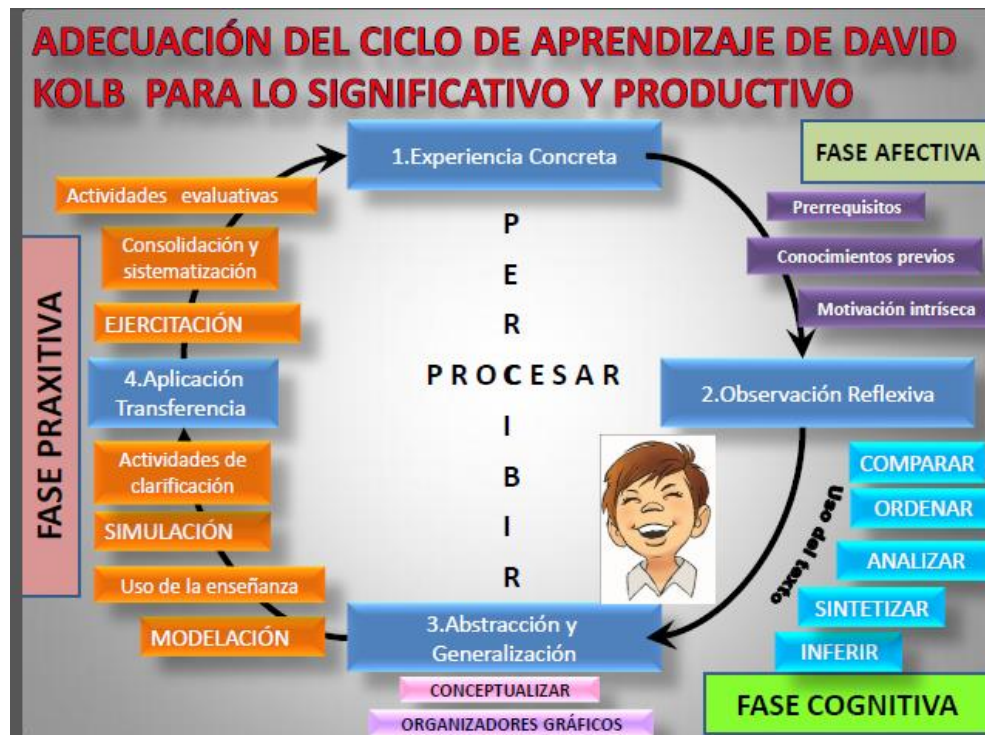 ADECUACIÓN DEL CICLO DE APRENDIZAJE DE DAVID
KOLB PARA LO SIGNIFICATIVO Y PRODUCTIVO
1.Experiencia Concreta
FASE AFECTIVA
Prerrequisitos
Conocimientos previos
Motivación intríseca
2.Observación Reflexiva
COMPARAR
ORDENAR
ANALIZAR
SINTETIZAR
INFERIR
Uso del texto
FASE COGNITIVA
3.Abstracción y
Generalización
CONCEPTUALIZAR
ORGANIZADORES GRÁFICOS
MODELACIÓN
Uso de la enseñanza
SIMULACIÓN
Actividades de
clarificación
4.Aplicación
Transferencia
EJERCITACIÓN
Consolidación y
sistematización
Actividades evaluativas
FASE PRAXITIVA
PERCIBIR
PROCESAR